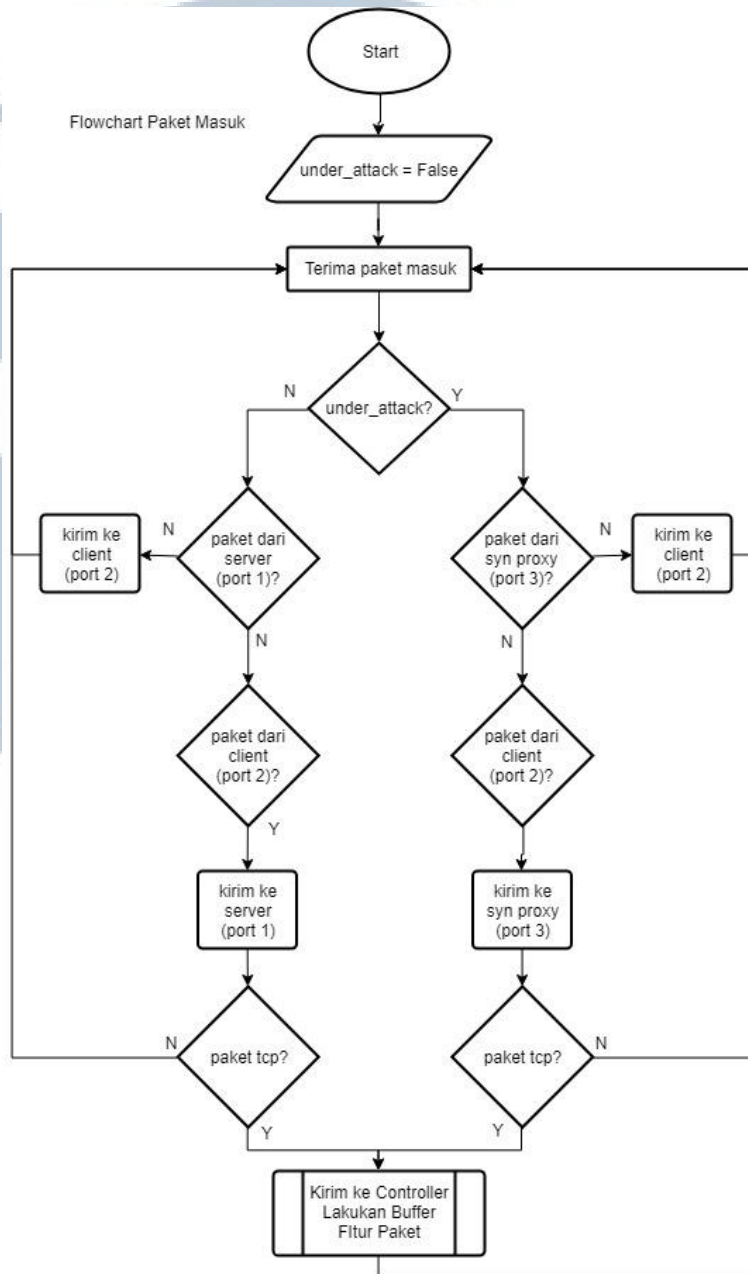 Start
Flowchart Paket Masuk
under_attack = False
Terima paket masuk
N
under_attack?
Y
kirim ke
client
(port 2)
N
paket dari
server
(port 1)?
paket dari
syn proxy
(port 3)?
N
kirim ke
client
(port 2)
N
N
paket dari
client
(port 2)?
paket dari
client
(port 2)?
Y
kirim ke
server
(port 1)
kirim ke
syn proxy
(port 3)
N
paket tcp?
paket tcp?
N
Y
Y
Kirim ke Controller
Lakukan Buffer
FItur Paket